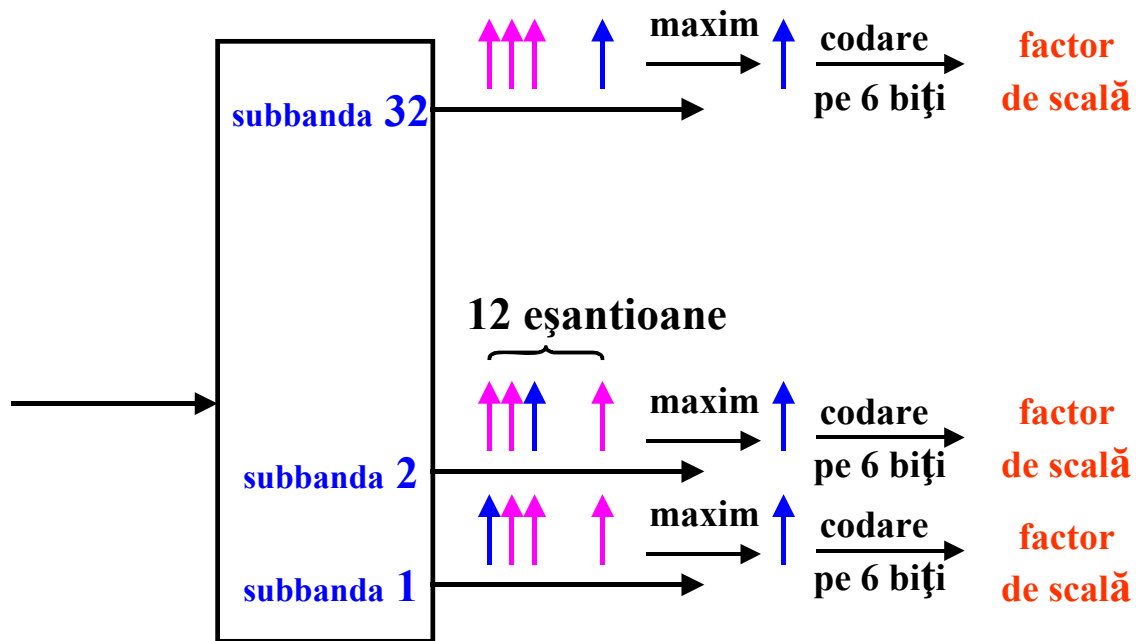 maxim
codare
factor
subbanda 32
pe 6 biţi
de scală
12 eşantioane
maxim
codare
factor
subbanda 2
pe 6 biţi
de scală
maxim
codare
factor
subbanda 1
pe 6 biţi
de scală